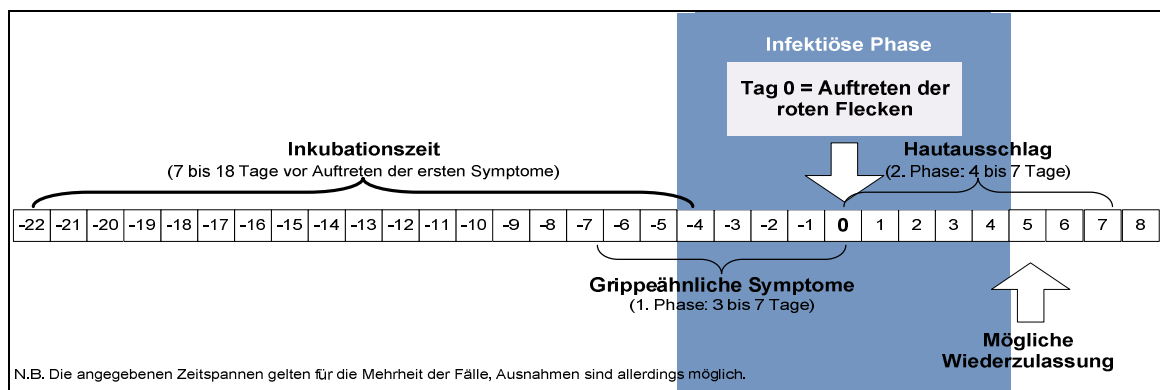 Infektiöse Phase
Tag 0 = Auftreten der
roten Flecken
Inkubationszeit
(7 bis 18 Tage vor Auftreten der ersten Symptome)
Hautausschlag
(2. Phase: 4 bis 7 Tage)
-22 -21 -20 -19 -18 -17 -16 -15 -14 -13 -12 -11 -10 -9 -8 -7 -6 -5 -4 -3 -2 -1 0 1 2 3 4 5 6 7 8
Grippeähnliche Symptome
(1. Phase: 3 bis 7 Tage)
Mögliche
Wiederzulassung
N.B. Die angegebenen Zeitspannen gelten für die Mehrheit der Fälle, Ausnahmen sind allerdings möglich.